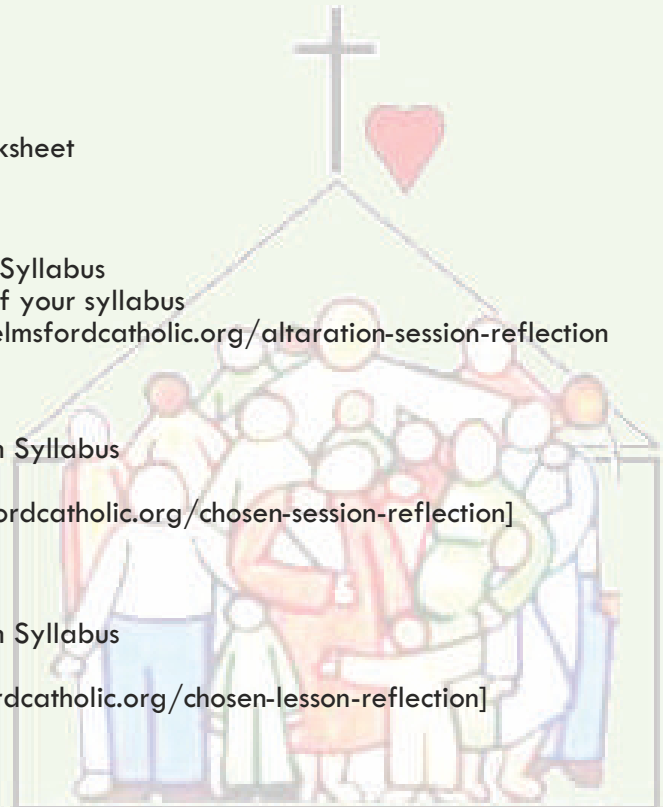 ksheet
Syllabus
f your syllabus
elmsfordcatholic.org/altaration-session-reflection
n Syllabus
ordcatholic.org/chosen-session-reflection]
n Syllabus
rdcatholic.org/chosen-lesson-reflection]